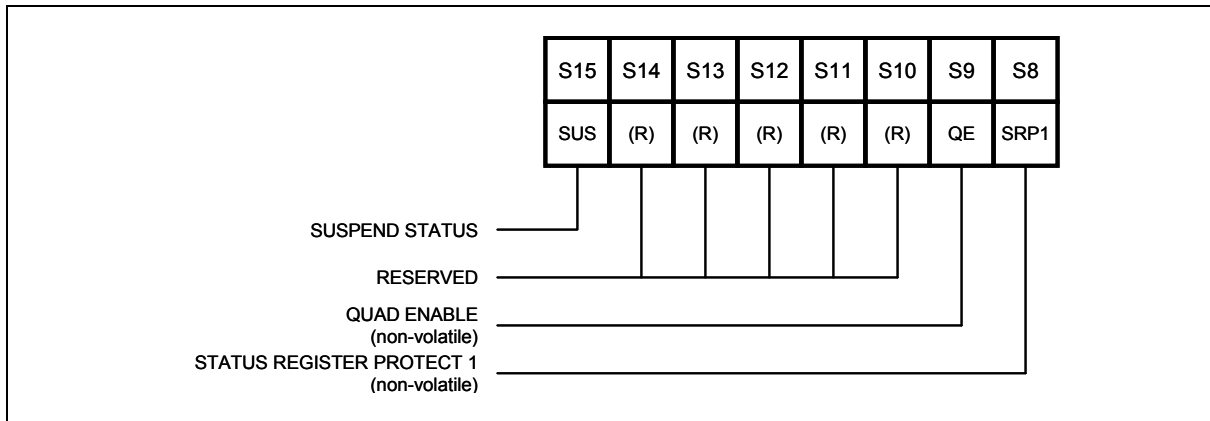 S15 S14 S13 S12 S11 S10 S9 S8
SUS (R) (R) (R) (R) (R) QE SRP1
SUSPEND STATUS
RESERVED
QUAD ENABLE
(non-volatile)
STATUS REGISTER PROTECT 1
(non-volatile)